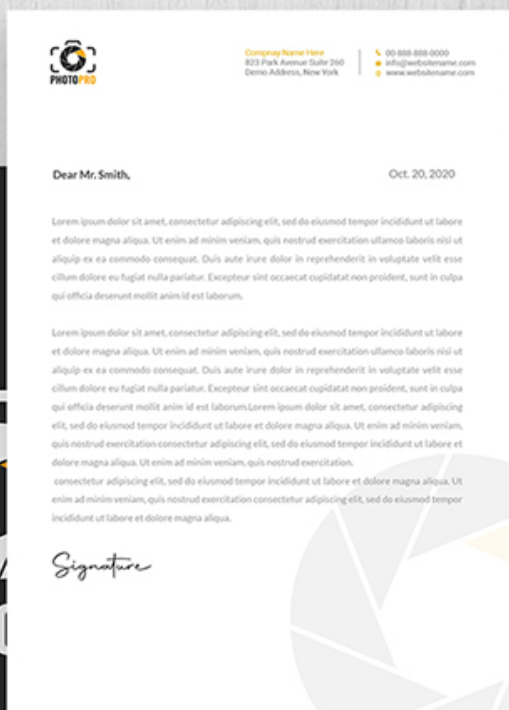 PHOTOPRO
Compnay Name Here
823 Park Avenue Suite 260
Demo Address, New York
00-888-888-0000
info@websitename.com
www.websitename.com
Dear Mr. Smith,
Oct. 20, 2020
Lorem ipsum dolor sit amet, consectetur adipiscing elit, sed do eiusmod tempor incididunt ut labore
et dolore magna aliqua. Ut enim ad minim veniam, quis nostrud exercitation ullamco laboris nisi ut
aliquip ex ea commodo consequat. Duis aute irure dolor in reprehenderit in voluptate velit esse
cillum dolore eu fugiat nulla pariatur. Excepteur sint occaecat cupidatat non proident, sunt in culpa
qui officia deserunt mollit anim id est laborum.
Lorem ipsum dolor sit amet, consectetur adipiscing elit, sed do eiusmod tempor incididunt ut labore
et dolore magna aliqua. Ut enim ad minim veniam, quis nostrud exercitation ullamco laboris nisi ut
aliquip ex ea commodo consequat. Duis aute irure dolor in reprehenderit in voluptate velit esse
cillum dolore eu fugiat nulla pariatur. Excepteur sint occaecat cupidatat non proident, sunt in culpa
qui officia deserunt mollit anim id est laborum.Lorem ipsum dolor sit amet, consectetur adipiscing
elit, sed do eiusmod tempor incididunt ut labore et dolore magna aliqua. Ut enim ad minim veniam,
quis nostrud exercitation consectetur adipiscing elit, sed do eiusmod tempor incididunt ut labore et
dolore magna aliqua. Ut enim ad minim veniam, quis nostrud exercitation.
consectetur adipiscing elit, sed do eiusmod tempor incididunt ut labore et dolore magna aliqua. Ut
enim ad minim veniam, quis nostrud exercitation consectetur adipiscing elit, sed do eiusmod tempor
incididunt ut labore et dolore magna aliqua.
Signature